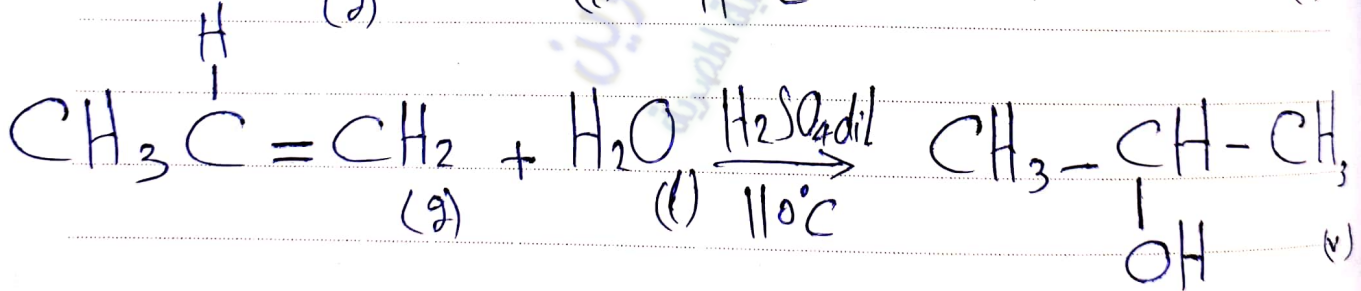 (g)
H
CH₃C=CH₂ + H₂O H₂SO₄dil CH₃-CH-CH₃
(g) (l) 110°C OH (v)